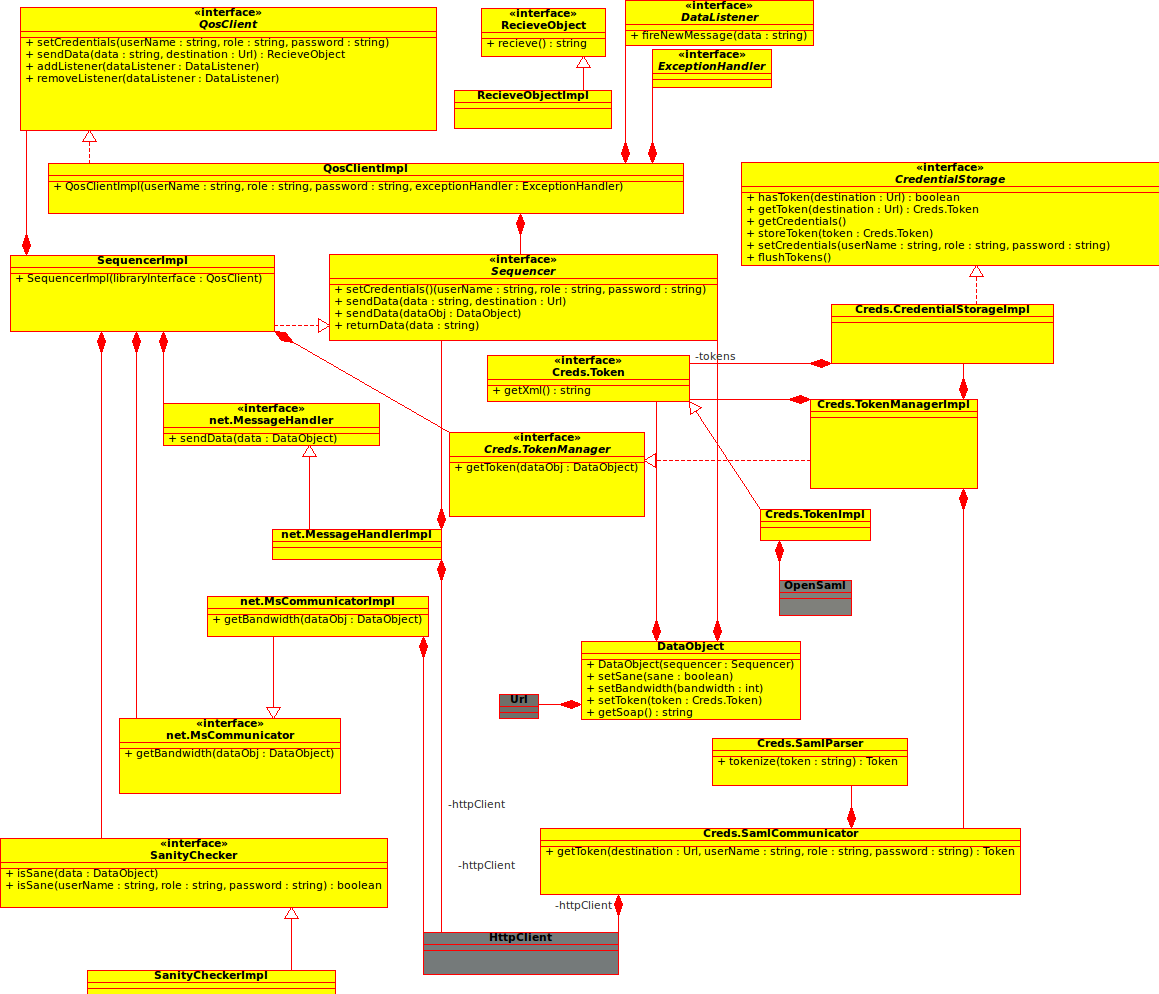 «interface»
QosClient
+ setCredentials(userName : string, role : string, password : string)
+ sendData(data : string, destination : Url) : RecieveObject
+ addListener(dataListener : DataListener)
+ removeListener(dataListener : DataListener)
«interface»
RecieveObject
+ recieve() : string
«interface»
DataListener
+ fireNewMessage(data : string)
«interface»
ExceptionHandler
RecieveObjectImpl
QosClientImpl
+ QosClientImpl(userName : string, role : string, password : string, exceptionHandler : ExceptionHandler)
«interface»
CredentialStorage
+ hasToken(destination : Url) : boolean
+ getToken(destination : Url) : Creds.Token
+ getCredentials()
+ storeToken(token : Creds.Token)
+ setCredentials(userName : string, role : string, password : string)
+ flushTokens()
SequencerImpl
+ SequencerImpl(libraryInterface : QosClient)
«interface»
Sequencer
+ setCredentials()(userName : string, role : string, password : string)
+ sendData(data : string, destination : Url)
+ sendData(dataObj : DataObject)
+ returnData(data : string)
Creds.CredentialStorageImpl
«interface»
Creds.Token
+ getXml() : string
-tokens
Creds.TokenManagerImpl
«interface»
net.MessageHandler
+ sendData(data : DataObject)
«interface»
Creds.TokenManager
+ getToken(dataObj : DataObject)
Creds.TokenImpl
net.MessageHandlerImpl
OpenSaml
net.MsCommunicatorImpl
+ getBandwidth(dataObj : DataObject)
DataObject
+ DataObject(sequencer : Sequencer)
+ setSane(sane : boolean)
+ setBandwidth(bandwidth : int)
+ setToken(token : Creds.Token)
+ getSoap() : string
Url
«interface»
net.MsCommunicator
+ getBandwidth(dataObj : DataObject)
Creds.SamlParser
+ tokenize(token : string) : Token
-httpClient
Creds.SamlCommunicator
+ getToken(destination : Url, userName : string, role : string, password : string) : Token
«interface»
SanityChecker
+ isSane(data : DataObject)
+ isSane(userName : string, role : string, password : string) : boolean
-httpClient
-httpClient
HttpClient
SanityCheckerImpl